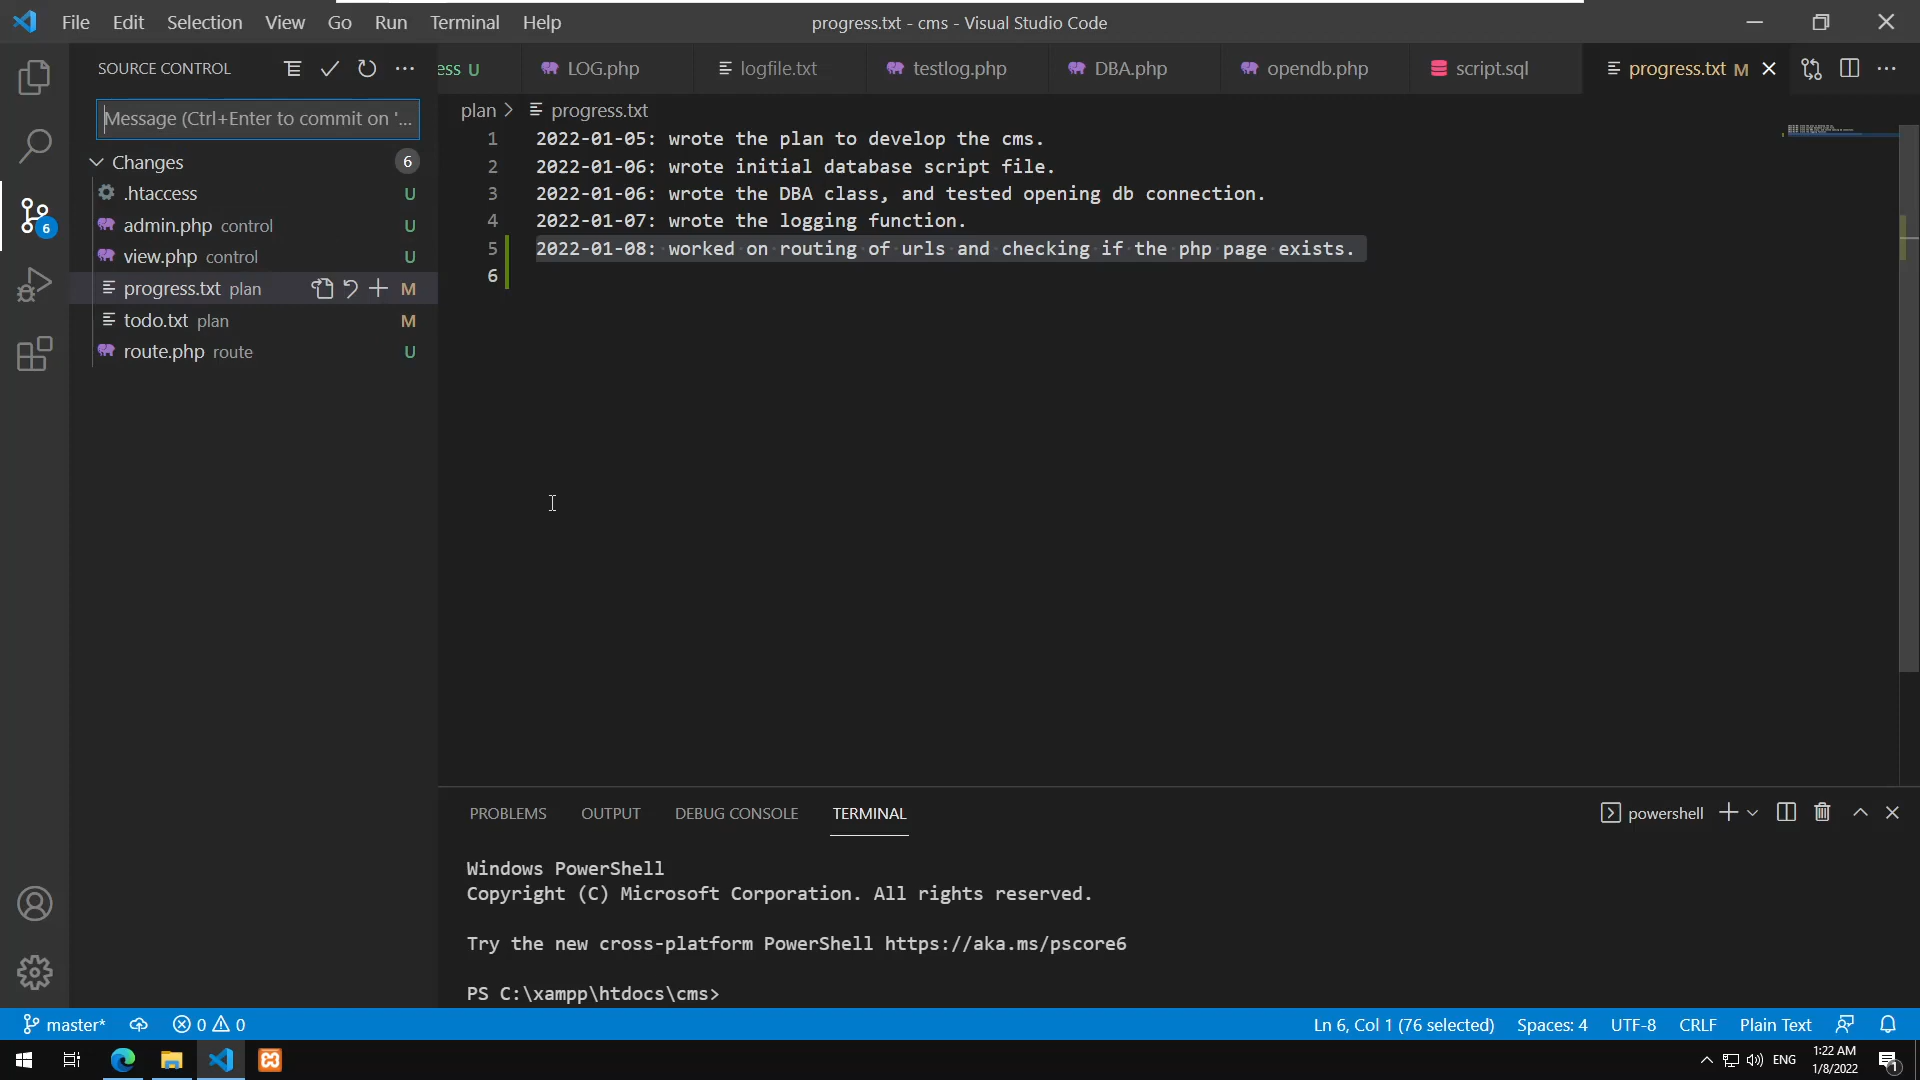 File Edit Selection View Go Run Terminal Help
progress.txt - cms - Visual Studio Code
SOURCE CONTROL
ess U
LOG.php
logfile.txt
testlog.php
DBA.php
opendb.php
script.sql
progress.txt M
Message (Ctrl+Enter to commit on '...
Changes 6
.htaccess U
admin.php control U
view.php control U
progress.txt plan M
todo.txt plan M
route.php route U
6
plan > progress.txt
1 2022-01-05: wrote the plan to develop the cms.
2 2022-01-06: wrote initial database script file.
3 2022-01-06: wrote the DBA class, and tested opening db connection.
4 2022-01-07: wrote the logging function.
5 2022-01-08: worked on routing of urls and checking if the php page exists.
6
PROBLEMS OUTPUT DEBUG CONSOLE TERMINAL
powershell
Windows PowerShell
Copyright (C) Microsoft Corporation. All rights reserved.
Try the new cross-platform PowerShell https://aka.ms/pscore6
PS C:\xampp\htdocs\cms>
master* 0 0
Ln 6, Col 1 (76 selected) Spaces: 4 UTF-8 CRLF Plain Text
ENG
1:22 AM
1/8/2022
1